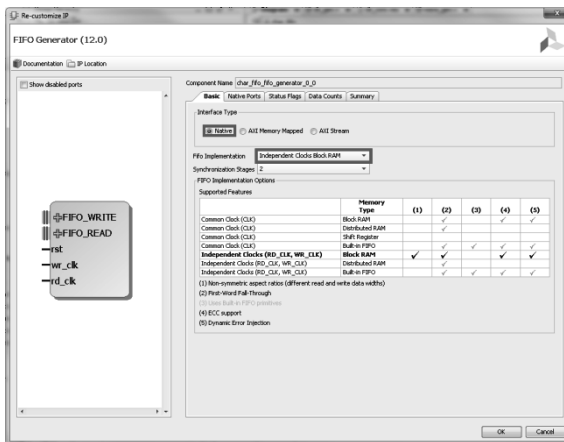 Re-customize IP
FIFO Generator (12.0)
Documentation IP Location
Show disabled ports
FIFO_WRITE
FIFO_READ
rst
wr_clk
rd_clk
Component Name char_fifo_fifo_generator_0_0
Basic Native Ports Status Flags Data Counts Summary
Interface Type
Native AXI Memory Mapped AXI Stream
Fifo Implementation Independent Clocks Block RAM
Synchronization Stages 2
FIFO Implementation Options
Supported Features
Memory Type (1) (2) (3) (4) (5)
Common Clock (CLK) Block RAM ✓ ✓ ✓
Common Clock (CLK) Distributed RAM ✓
Common Clock (CLK) Shift Register
Common Clock (CLK) Built-in FIFO ✓ ✓ ✓ ✓
Independent Clocks (RD_CLK, WR_CLK) Block RAM ✓ ✓ ✓ ✓
Independent Clocks (RD_CLK, WR_CLK) Distributed RAM ✓
Independent Clocks (RD_CLK, WR_CLK) Built-in FIFO ✓ ✓ ✓ ✓
(1) Non-symmetric aspect ratios (different read and write data widths)
(2) First-Word Fall-Through
(3) Uses Built-in FIFO primitives
(4) ECC support
(5) Dynamic Error Injection
OK Cancel